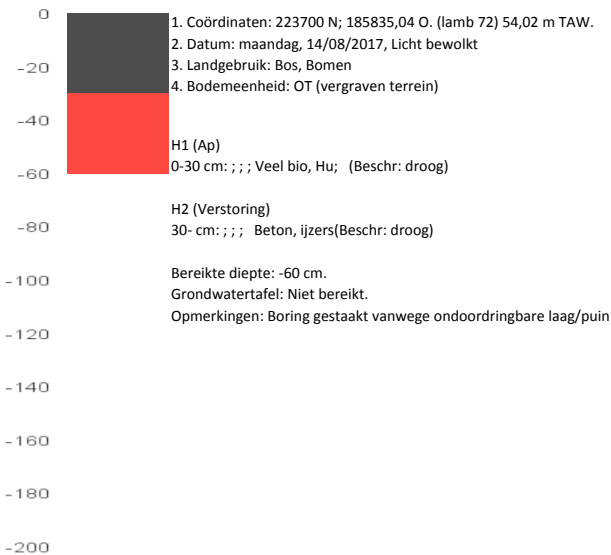 0
-20
-40
-60
-80
-100
-120
-140
-160
-180
-200
1. Coördinaten: 223700 N; 185835,04 O. (lamb 72) 54,02 m TAW.
2. Datum: maandag, 14/08/2017, Licht bewolkt
3. Landgebruik: Bos, Bomen
4. Bodemeenheid: OT (vergraven terrein)
H1 (Ap)
0-30 cm: ; ; ; Veel bio, Hu; (Beschr: droog)
H2 (Verstoring)
30- cm: ; ; ; Beton, ijzers(Beschr: droog)
Bereikte diepte: -60 cm.
Grondwatertafel: Niet bereikt.
Opmerkingen: Boring gestaakt vanwege ondoordringbare laag/puin